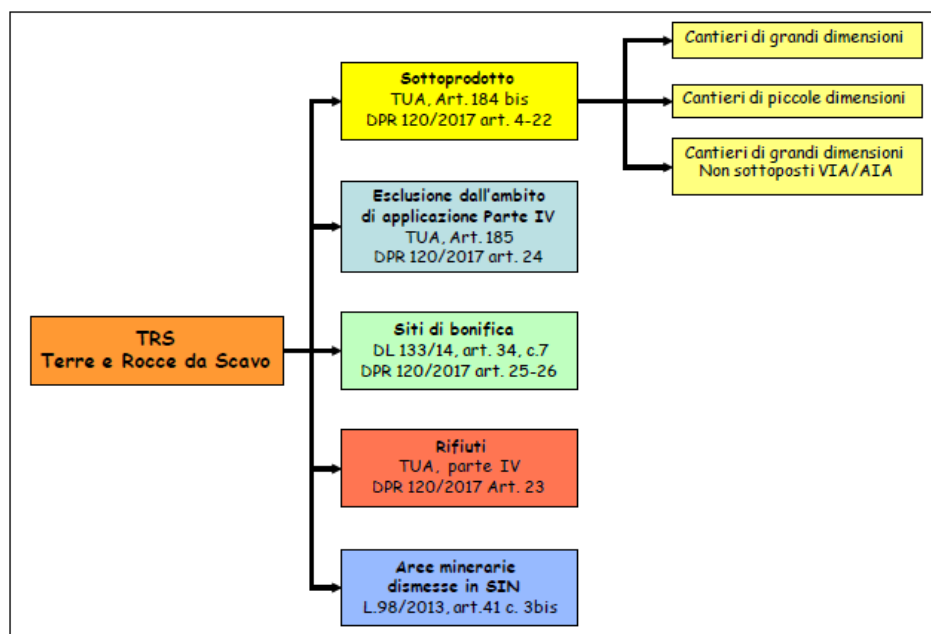 TRS
Terre e Rocce da Scavo
Sottoprodotto
TUA, Art. 184 bis
DPR 120/2017 art. 4-22
Cantieri di grandi dimensioni
Cantieri di piccole dimensioni
Cantieri di grandi dimensioni
Non sottoposti VIA/AIA
Esclusione dall'ambito
di applicazione Parte IV
TUA, Art. 185
DPR 120/2017 art. 24
Siti di bonifica
DL 133/14, art. 34, c.7
DPR 120/2017 art. 25-26
Rifiuti
TUA, parte IV
DPR 120/2017 Art. 23
Aree minerarie
dismesse in SIN
L.98/2013, art.41 c. 3bis